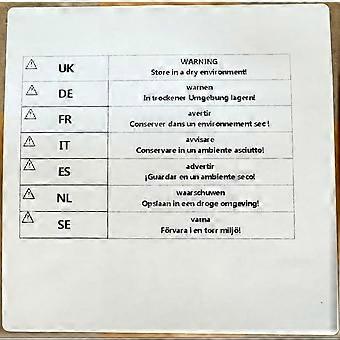 UK
WARNING
Store in a dry environment!
DE
warnen
In trockener Umgebung lagern!
FR
avertir
Conserver dans un environnement sec !
IT
avvisare
Conservare in un ambiente asciutto!
ES
advertir
¡Guardar en un ambiente seco!
NL
waarschuwen
Opslaan in een droge omgeving!
SE
varna
Förvara i en torr miljö!